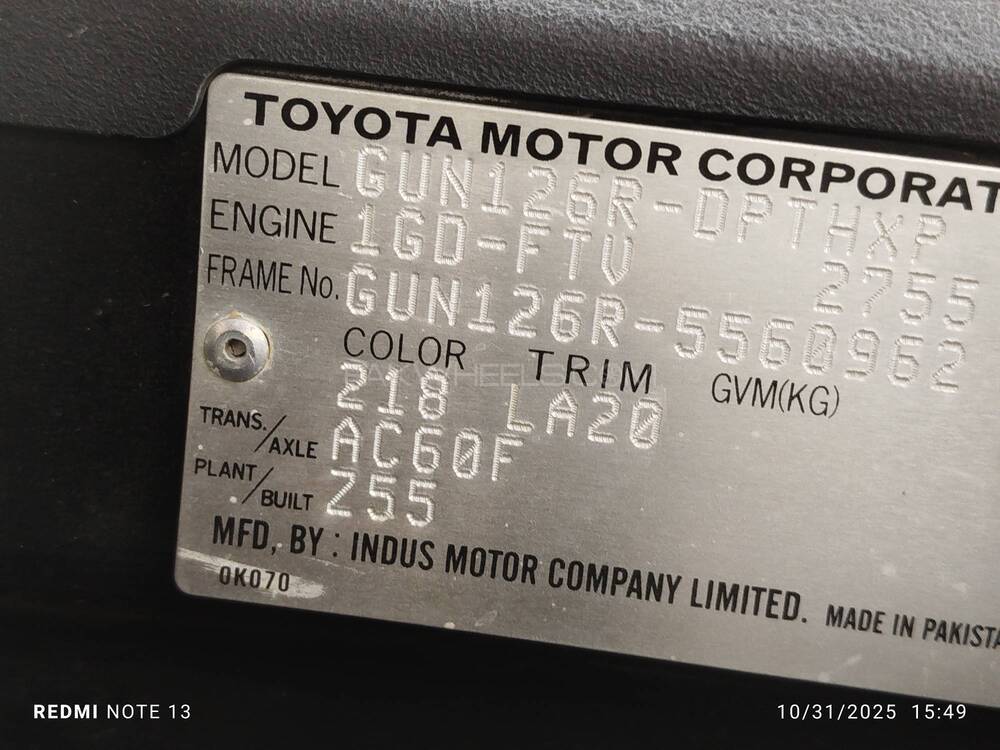 TOYOTA MOTOR CORPORAT
MODEL GUN126R-DPTHXP
ENGINE 1GD-FTV 2755
FRAME No. GUN126R-5560962
COLOR TRIM GVM(KG)
218 LA20
TRANS./AXLE AC60F
PLANT/BUILT Z55
MFD, BY : INDUS MOTOR COMPANY LIMITED. MADE IN PAKISTA
0K070
REDMI NOTE 13
10/31/2025 15:49